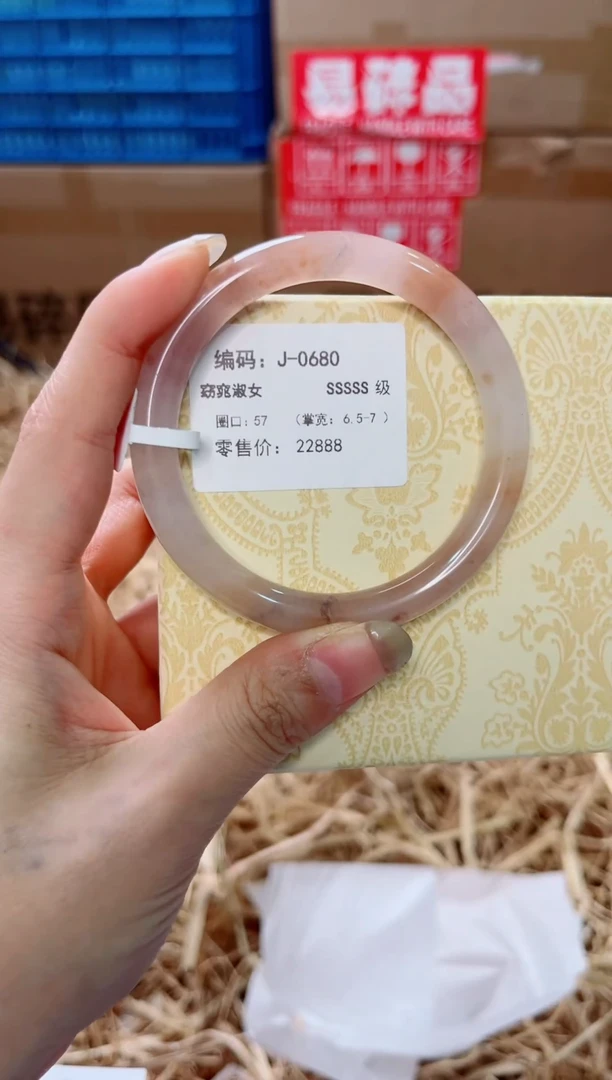 易碎品
编码：J-0680
窈窕淑女 SSSSS 级
圈口：57 （掌宽：6.5-7 ）
零售价： 22888